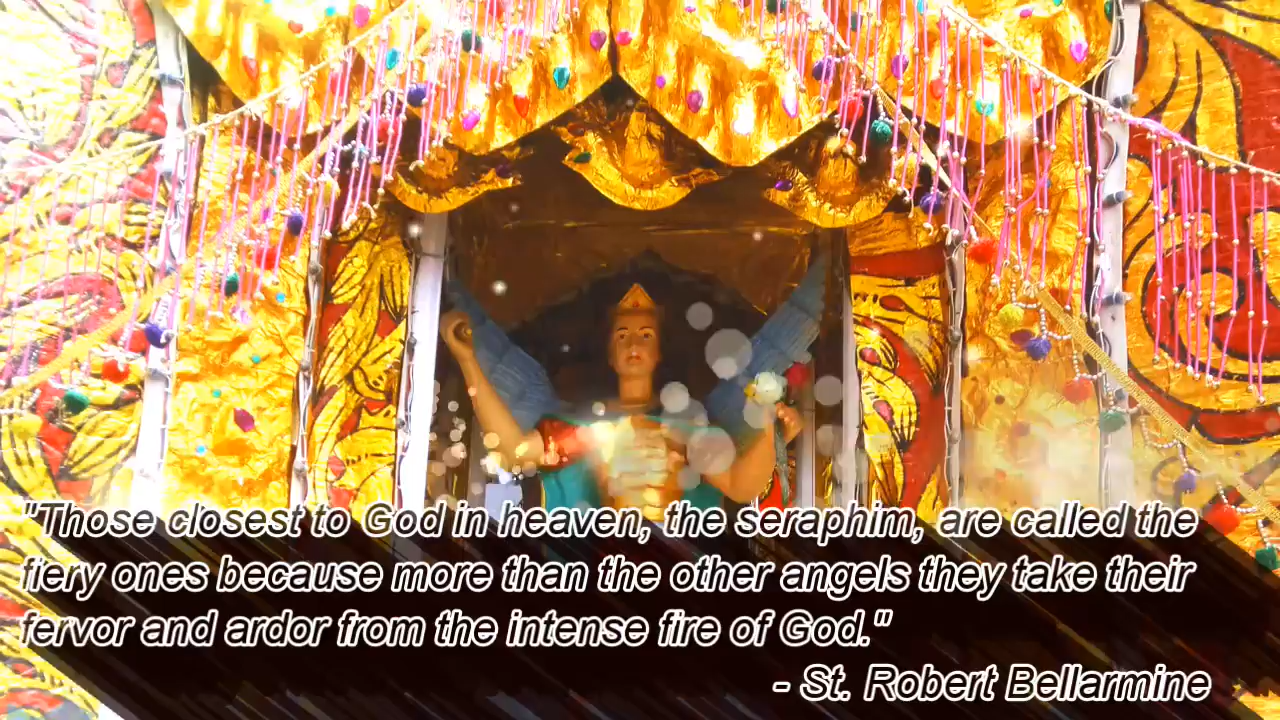 "Those closest to God in heaven, the seraphim, are called the
fiery ones because more than the other angels they take their
fervor and ardor from the intense fire of God."
- St. Robert Bellarmine